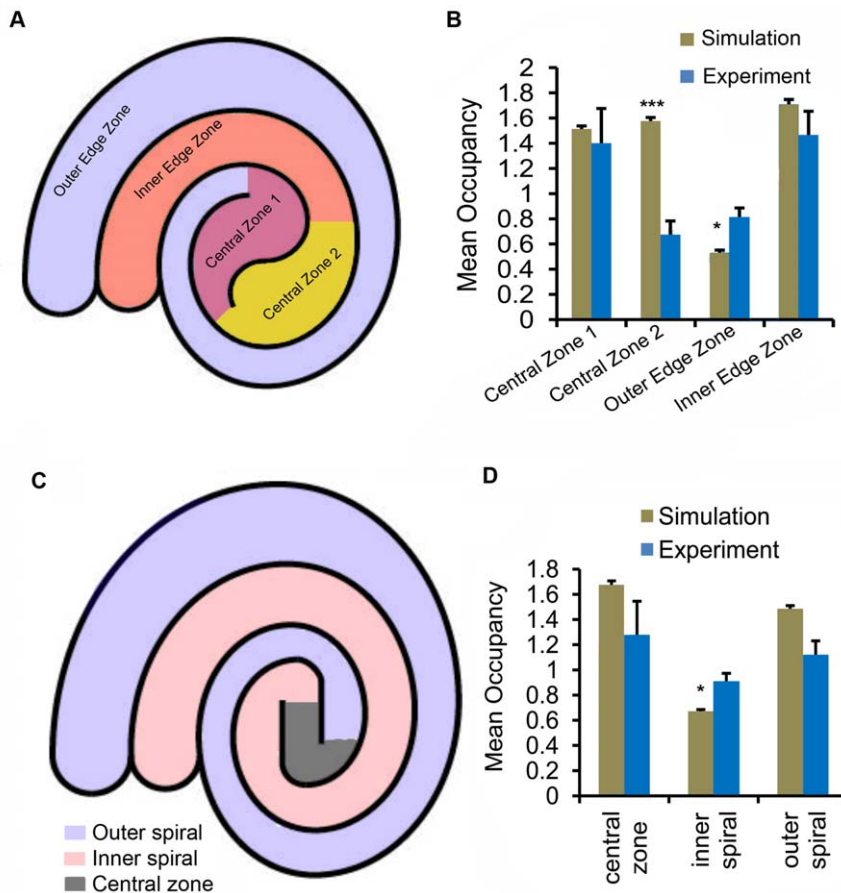 A
Outer Edge Zone
Inner Edge Zone
Central Zone 1
Central Zone 2
B
Simulation
Experiment
Mean Occupancy
2
1.8
1.6
1.4
1.2
1
0.8
0.6
0.4
0.2
0
***
*
Central Zone 1
Central Zone 2
Outer Edge Zone
Inner Edge Zone
C
Outer spiral
Inner spiral
Central zone
D
Simulation
Experiment
Mean Occupancy
1.8
1.6
1.4
1.2
1
0.8
0.6
0.4
0.2
0
*
central
zone
inner
spiral
outer
spiral